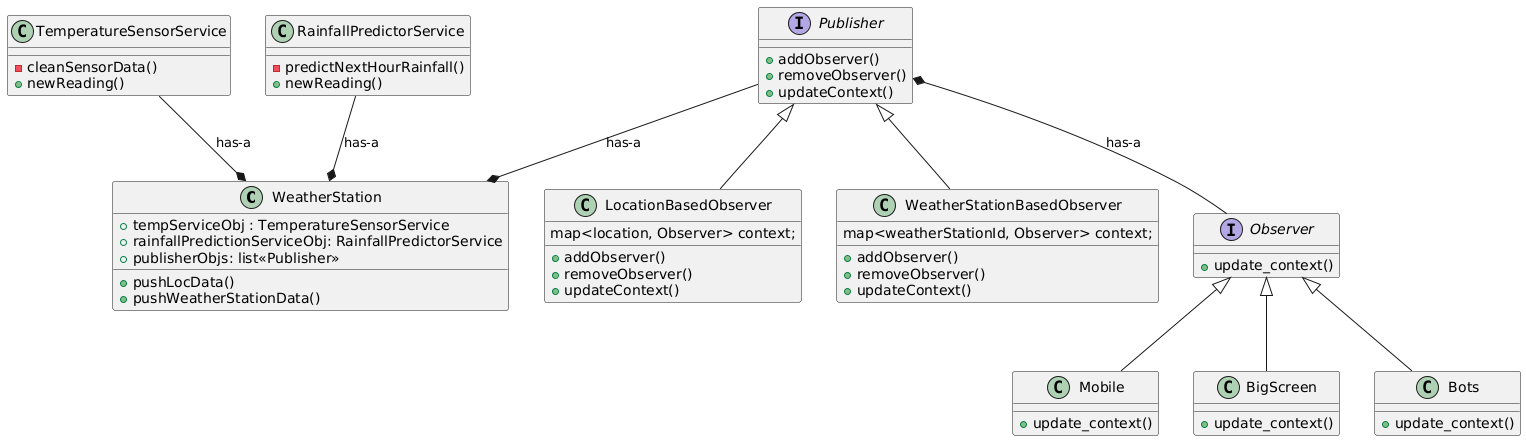 TemperatureSensorService
cleanSensorData()
newReading()
RainfallPredictorService
predictNextHourRainfall()
newReading()
Publisher
addObserver()
removeObserver()
updateContext()
has-a
has-a
has-a
has-a
WeatherStation
tempServiceObj : TemperatureSensorService
rainfallPredictionServiceObj: RainfallPredictorService
publisherObjs: list«Publisher»
pushLocData()
pushWeatherStationData()
LocationBasedObserver
map<location, Observer> context;
addObserver()
removeObserver()
updateContext()
WeatherStationBasedObserver
map<weatherStationId, Observer> context;
addObserver()
removeObserver()
updateContext()
Observer
update_context()
Mobile
update_context()
BigScreen
update_context()
Bots
update_context()